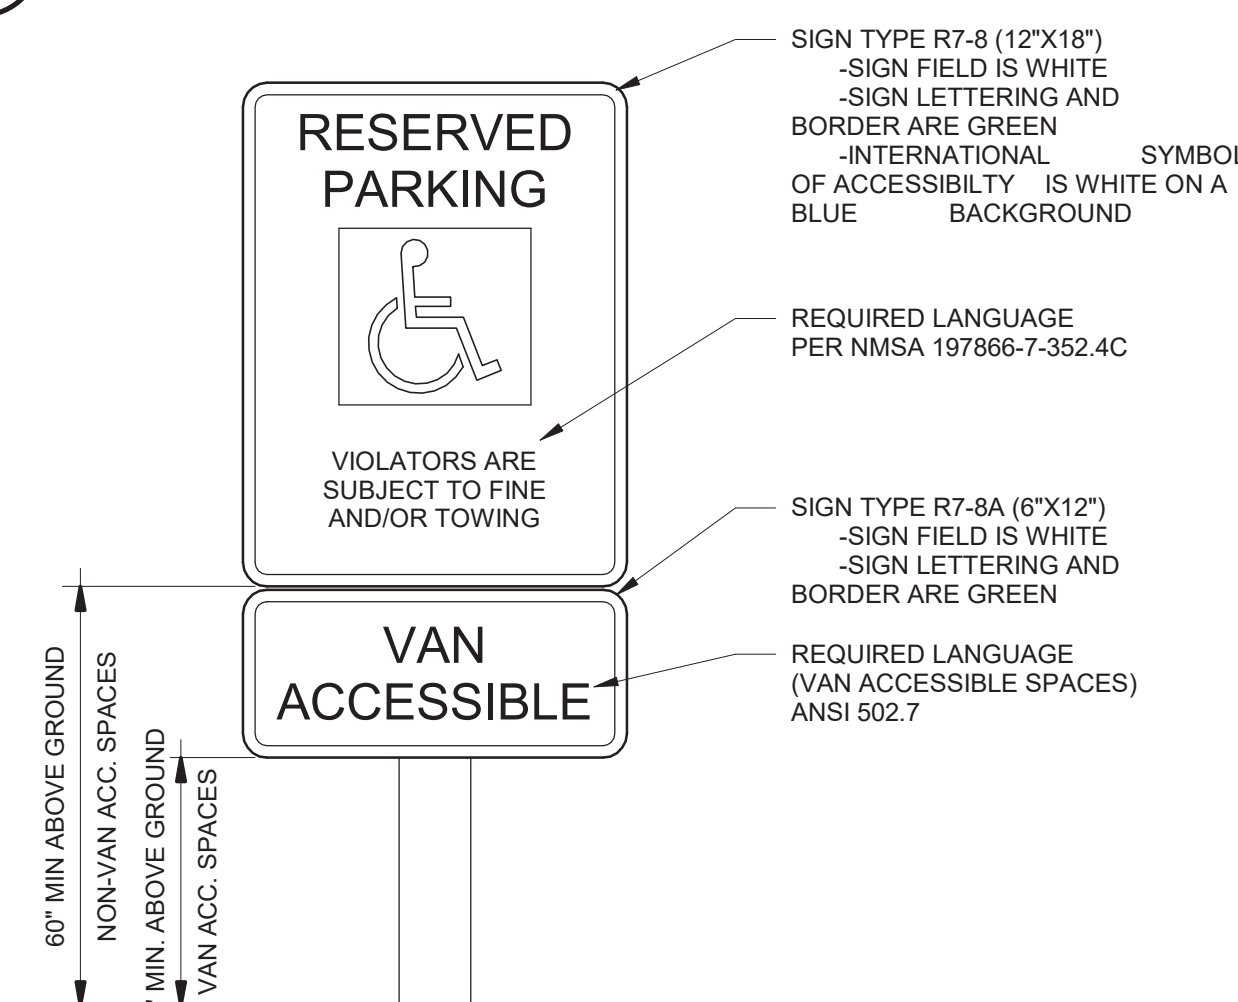 RESERVED
PARKING
VIOLATORS ARE
SUBJECT TO FINE
AND/OR TOWING
VAN
ACCESSIBLE
SIGN TYPE R7-8 (12"X18")
-SIGN FIELD IS WHITE
-SIGN LETTERING AND
BORDER ARE GREEN
-INTERNATIONAL SYMBOL
OF ACCESSIBILTY IS WHITE ON A
BLUE BACKGROUND
REQUIRED LANGUAGE
PER NMSA 197866-7-352.4C
SIGN TYPE R7-8A (6"X12")
-SIGN FIELD IS WHITE
-SIGN LETTERING AND
BORDER ARE GREEN
REQUIRED LANGUAGE
(VAN ACCESSIBLE SPACES)
ANSI 502.7
60" MIN ABOVE GROUND
NON-VAN ACC. SPACES
MIN. ABOVE GROUND
VAN ACC. SPACES